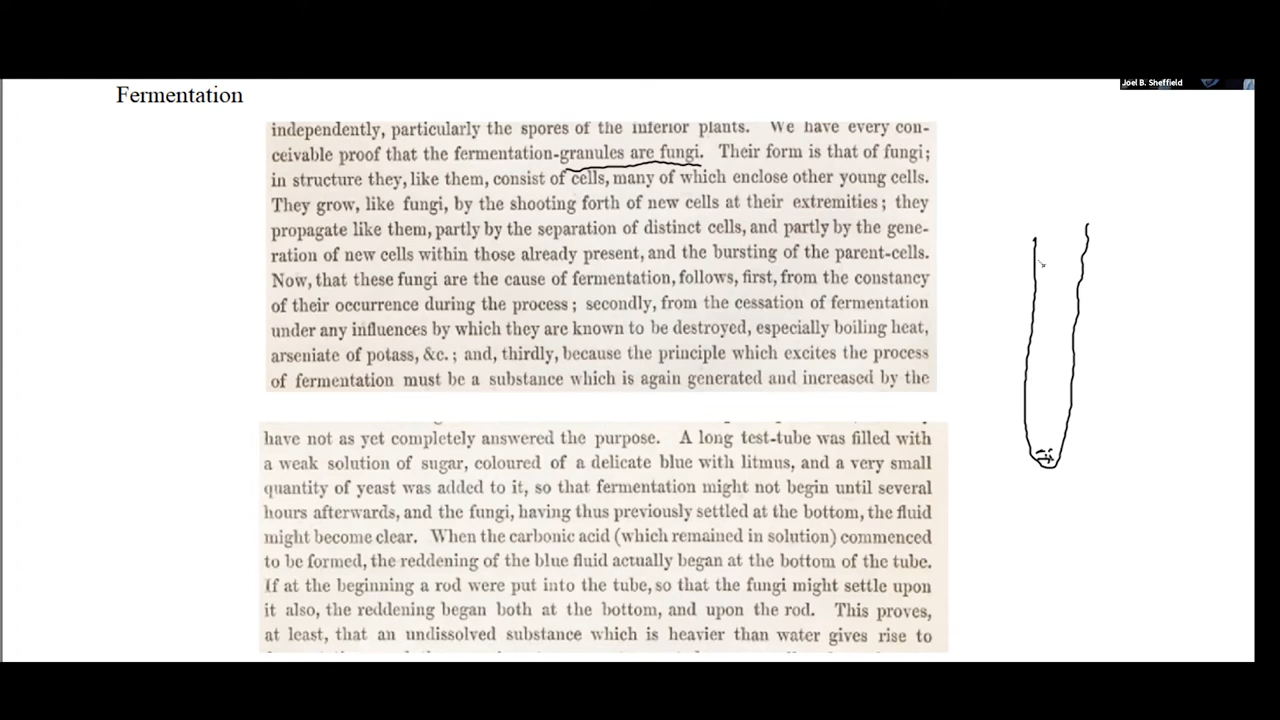 Joel B. Sheffield
Fermentation
independently, particularly the spores of the inferior plants. We have every con-
ceivable proof that the fermentation-granules are fungi. Their form is that of fungi;
in structure they, like them, consist of cells, many of which enclose other young cells.
They grow, like fungi, by the shooting forth of new cells at their extremities; they
propagate like them, partly by the separation of distinct cells, and partly by the gene-
ration of new cells within those already present, and the bursting of the parent-cells.
Now, that these fungi are the cause of fermentation, follows, first, from the constancy
of their occurrence during the process; secondly, from the cessation of fermentation
under any influences by which they are known to be destroyed, especially boiling heat,
arseniate of potass, &c.; and, thirdly, because the principle which excites the process
of fermentation must be a substance which is again generated and increased by the
have not as yet completely answered the purpose. A long test-tube was filled with
a weak solution of sugar, coloured of a delicate blue with litmus, and a very small
quantity of yeast was added to it, so that fermentation might not begin until several
hours afterwards, and the fungi, having thus previously settled at the bottom, the fluid
might become clear. When the carbonic acid (which remained in solution) commenced
to be formed, the reddening of the blue fluid actually began at the bottom of the tube.
If at the beginning a rod were put into the tube, so that the fungi might settle upon
it also, the reddening began both at the bottom, and upon the rod. This proves,
at least, that an undissolved substance which is heavier than water gives rise to